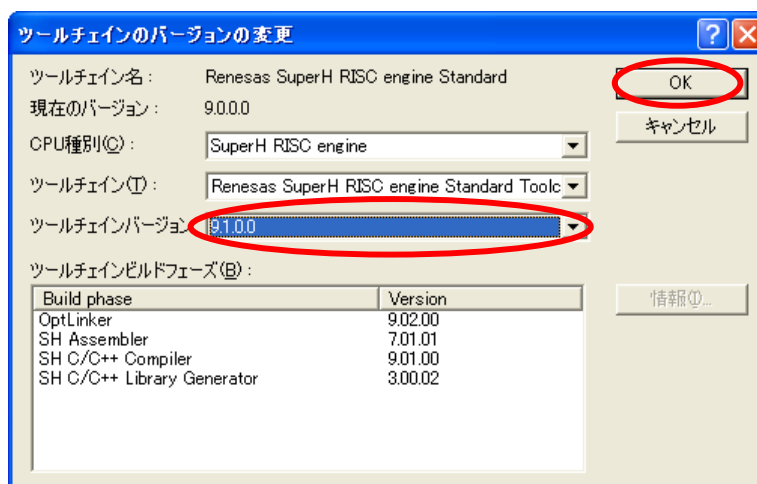 ツールチェインのバージョンの変更
ツールチェイン名： Renesas SuperH RISC engine Standard
現在のバージョン： 9.0.0.0
CPU種別(C)： SuperH RISC engine
ツールチェイン(T)： Renesas SuperH RISC engine Standard Toolc
ツールチェインバージョン 9.1.0.0
ツールチェインビルドフェーズ(B)：
Build phase Version
OptLinker 9.02.00
SH Assembler 7.01.01
SH C/C++ Compiler 9.01.00
SH C/C++ Library Generator 3.00.02
OK
キャンセル
情報(I)...